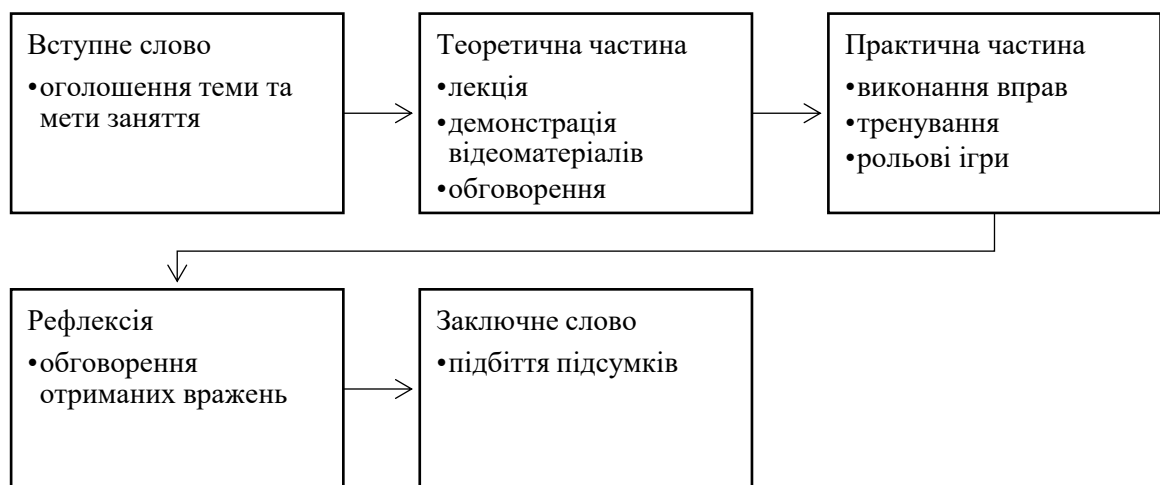 Вступне слово
•оголошення теми та
мети заняття
Теоретична частина
•лекція
•демонстрація
відеоматеріалів
•обговорення
Практична частина
•виконання вправ
•тренування
•рольові ігри
Рефлексія
•обговорення
отриманих вражень
Заключне слово
•підбіття підсумків